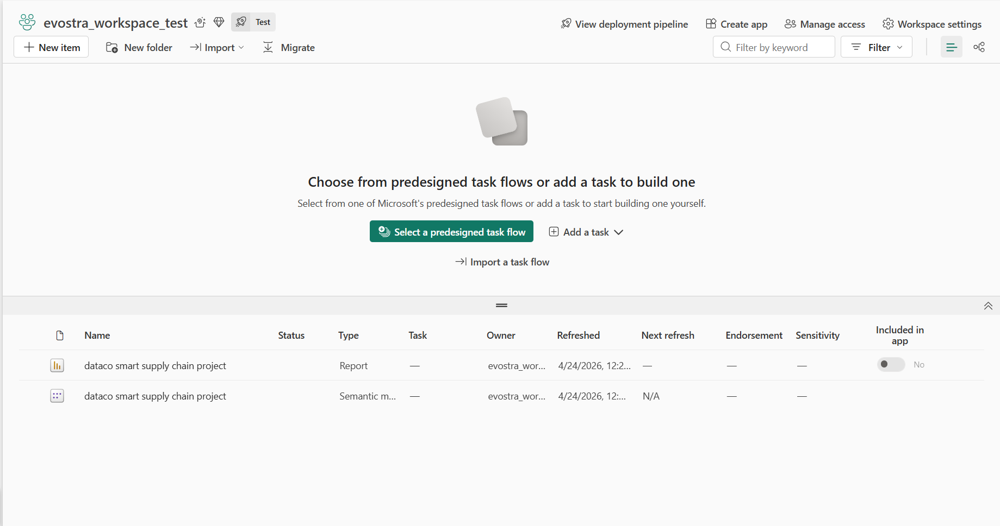 evostra_workspace_test Test View deployment pipeline Create app Manage access Workspace settings
New item New folder Import Migrate Filter by keyword Filter
Choose from predesigned task flows or add a task to build one
Select from one of Microsoft's predesigned task flows or add a task to start building one yourself.
Select a predesigned task flow Add a task
Import a task flow
Name Status Type Task Owner Refreshed Next refresh Endorsement Sensitivity Included in app
dataco smart supply chain project Report — evostra_wor... 4/24/2026, 12:2... — — — No
dataco smart supply chain project Semantic m... — evostra_wor... 4/24/2026, 12:... N/A — —